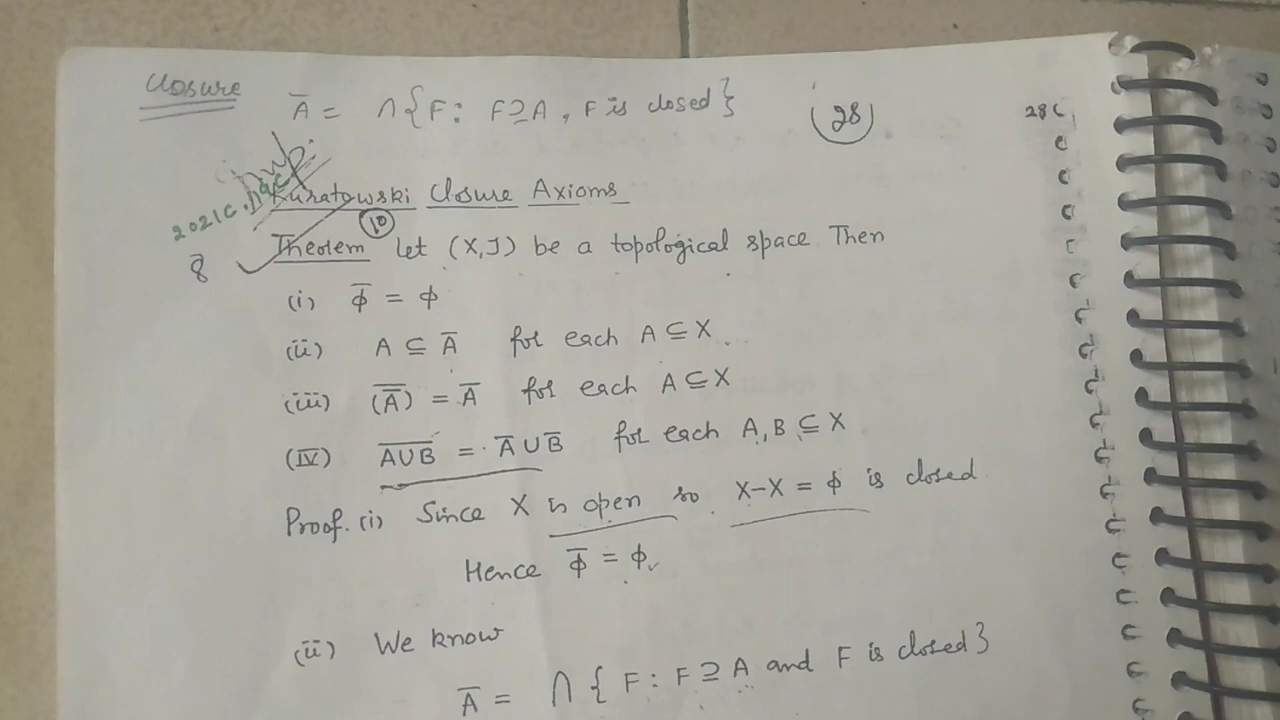 Closure
A̅ = ∩{F: F⊇A, F is closed}
28
28
2021C
Kuratowski Closure Axioms
10
8 Theorem Let (X,J) be a topological space Then
(i) ϕ̅ = ϕ
(ii) A ⊆ A̅ for each A⊆X.
(iii) (A̅)̅ = A̅ for each A⊆X
(IV) A̅∪̅B̅ = A̅∪B̅ for each A,B⊆X
Proof. (i) Since X is open so X-X = ϕ is closed
Hence ϕ̅ = ϕ
(ii) We know
A̅ = ∩{F: F⊇A and F is closed}